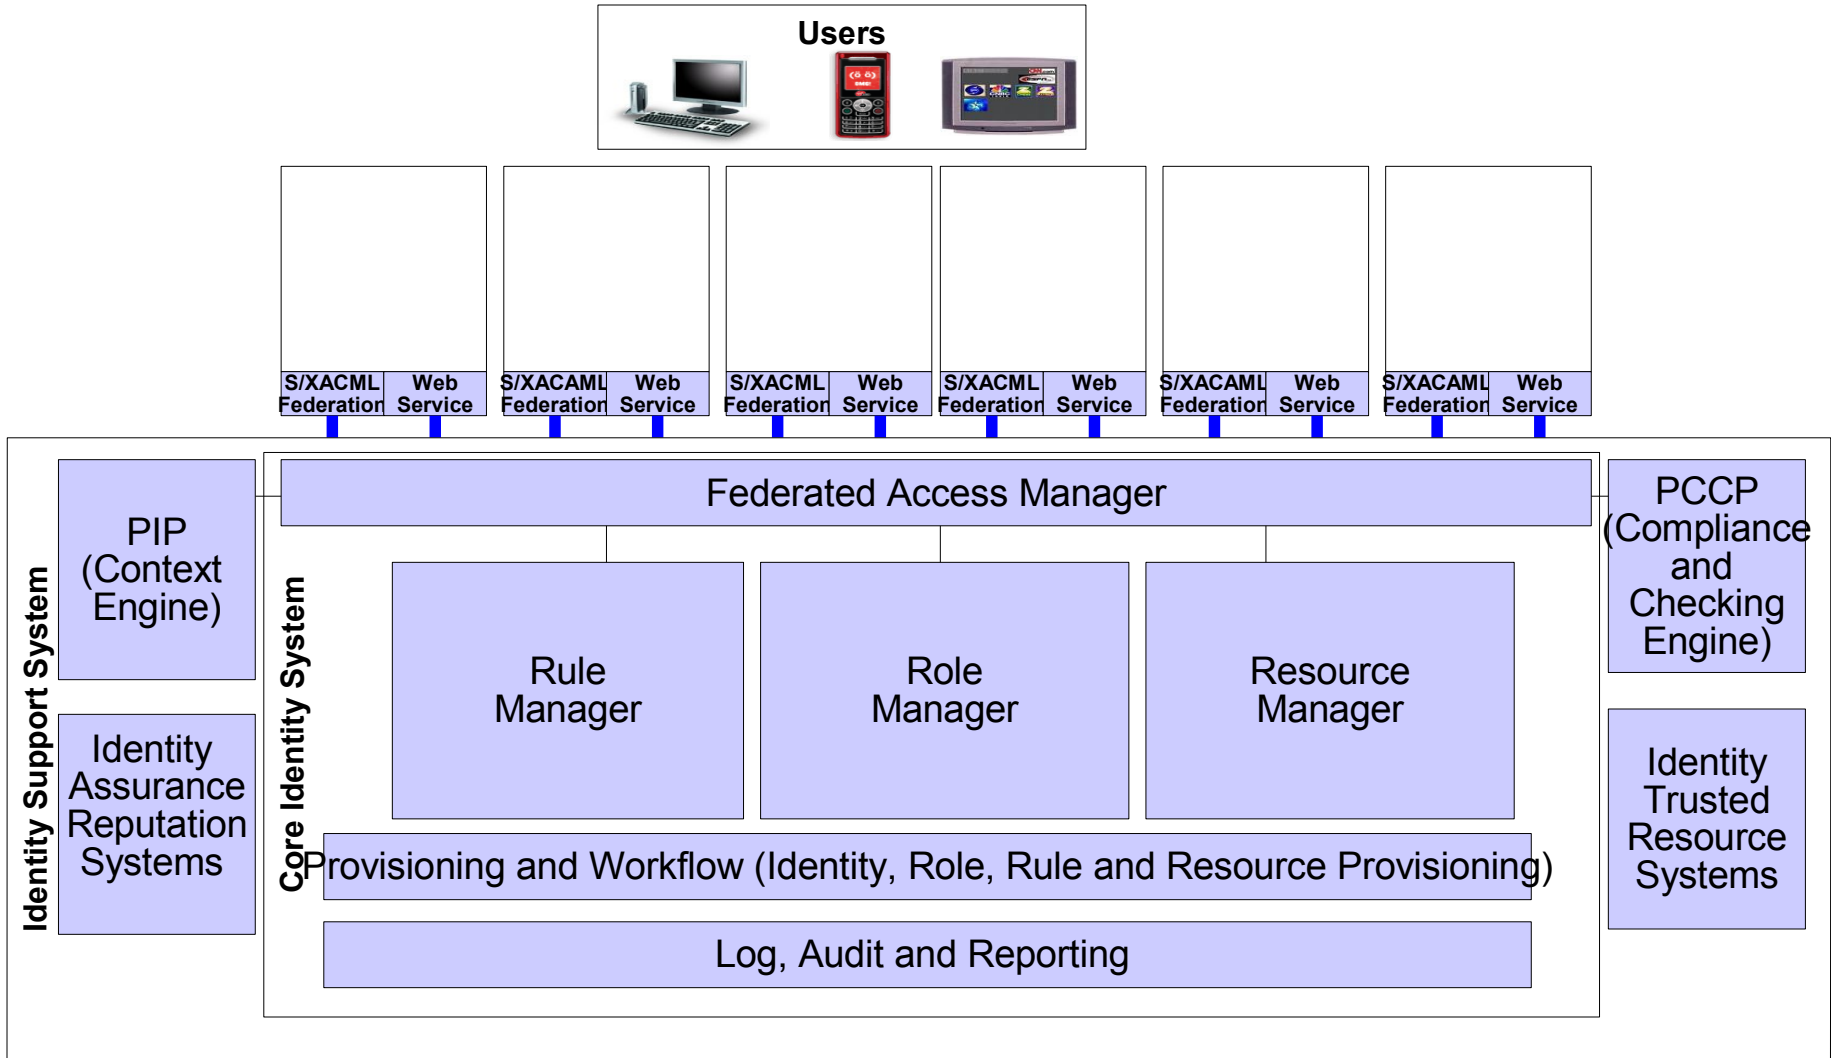 Users
S/XACML
Federation
Web
Service
S/XACAML
Federation
Web
Service
S/XACML
Federation
Web
Service
S/XACML
Federation
Web
Service
S/XACAML
Federation
Web
Service
S/XACAML
Federation
Web
Service
Identity Support System
PIP
(Context
Engine)
Identity
Assurance
Reputation
Systems
Core Identity System
Federated Access Manager
Rule
Manager
Role
Manager
Resource
Manager
Provisioning and Workflow (Identity, Role, Rule and Resource Provisioning)
Log, Audit and Reporting
PCCP
(Compliance
and
Checking
Engine)
Identity
Trusted
Resource
Systems